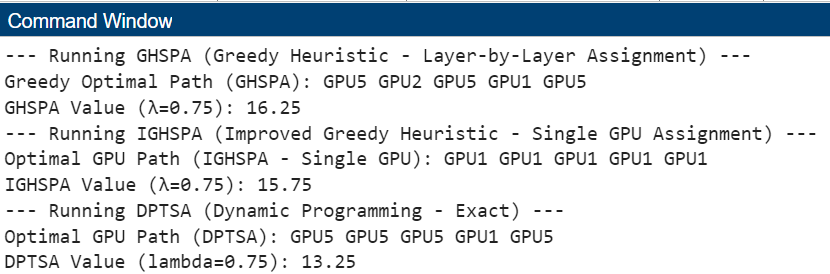 Command Window
--- Running GHSPA (Greedy Heuristic - Layer-by-Layer Assignment) ---
Greedy Optimal Path (GHSPA): GPU5 GPU2 GPU5 GPU1 GPU5
GHSPA Value (λ=0.75): 16.25
--- Running IGHSPA (Improved Greedy Heuristic - Single GPU Assignment) ---
Optimal GPU Path (IGHSPA - Single GPU): GPU1 GPU1 GPU1 GPU1 GPU1
IGHSPA Value (λ=0.75): 15.75
--- Running DPTSA (Dynamic Programming - Exact) ---
Optimal GPU Path (DPTSA): GPU5 GPU5 GPU5 GPU1 GPU5
DPTSA Value (lambda=0.75): 13.25